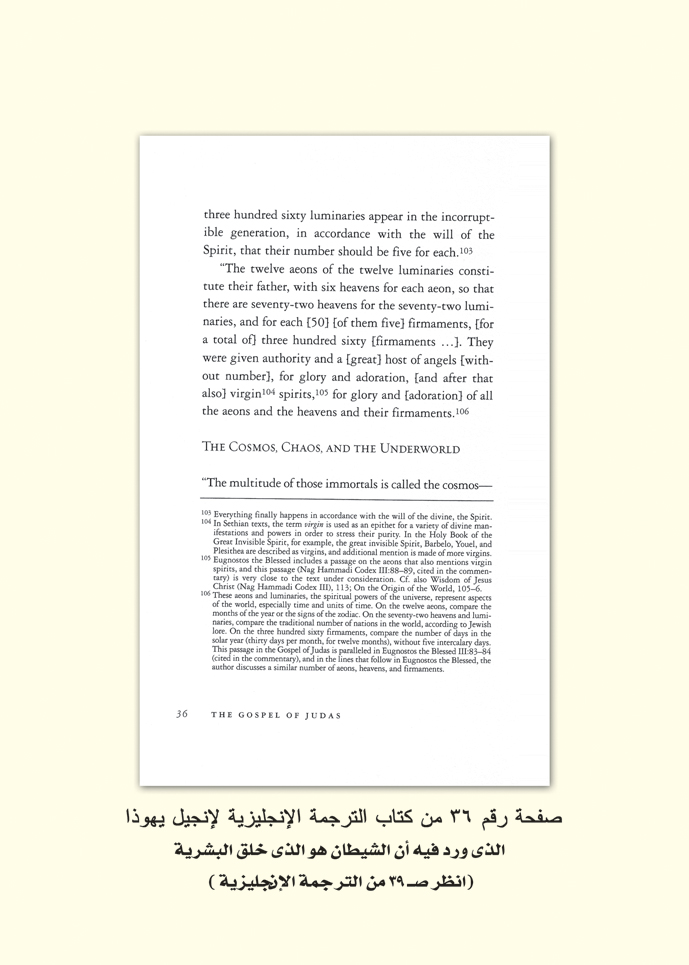 three hundred sixty luminaries appear in the incorrupt-
ible generation, in accordance with the will of the
Spirit, that their number should be five for each.103
“The twelve aeons of the twelve luminaries consti-
tute their father, with six heavens for each aeon, so that
there are seventy-two heavens for the seventy-two lumi-
naries, and for each [50] [of them five] firmaments, [for
a total of] three hundred sixty [firmaments …]. They
were given authority and a [great] host of angels [with-
out number], for glory and adoration, [and after that
also] virgin104 spirits,105 for glory and [adoration] of all
the aeons and the heavens and their firmaments.106
THE COSMOS, CHAOS, AND THE UNDERWORLD
“The multitude of those immortals is called the cosmos—
103 Everything finally happens in accordance with the will of the divine, the Spirit.
104 In Sethian texts, the term virgin is used as an epithet for a variety of divine man-
ifestations and powers in order to stress their purity. In the Holy Book of the
Great Invisible Spirit, for example, the great invisible Spirit, Barbelo, Youel, and
Plesithea are described as virgins, and additional mention is made of more virgins.
105 Eugnostos the Blessed includes a passage on the aeons that also mentions virgin
spirits, and this passage (Nag Hammadi Codex III:88–89, cited in the commen-
tary) is very close to the text under consideration. Cf. also Wisdom of Jesus
Christ (Nag Hammadi Codex III), 113; On the Origin of the World, 105–6.
106 These aeons and luminaries, the spiritual powers of the universe, represent aspects
of the world, especially time and units of time. On the twelve aeons, compare the
months of the year or the signs of the zodiac. On the seventy-two heavens and lumi-
naries, compare the traditional number of nations in the world, according to Jewish
lore. On the three hundred sixty firmaments, compare the number of days in the
solar year (thirty days per month, for twelve months), without five intercalary days.
This passage in the Gospel of Judas is paralleled in Eugnostos the Blessed III:83–84
(cited in the commentary), and in the lines that follow in Eugnostos the Blessed, the
author discusses a similar number of aeons, heavens, and firmaments.
36 THE GOSPEL OF JUDAS
صفحة رقم ٣٦ من كتاب الترجمة الإنجليزية لإنجيل يهوذا
الذى ورد فيه أن الشيطان هو الذى خلق البشرية
(انظر صـ ٣٩ من الترجمة الإنجليزية )